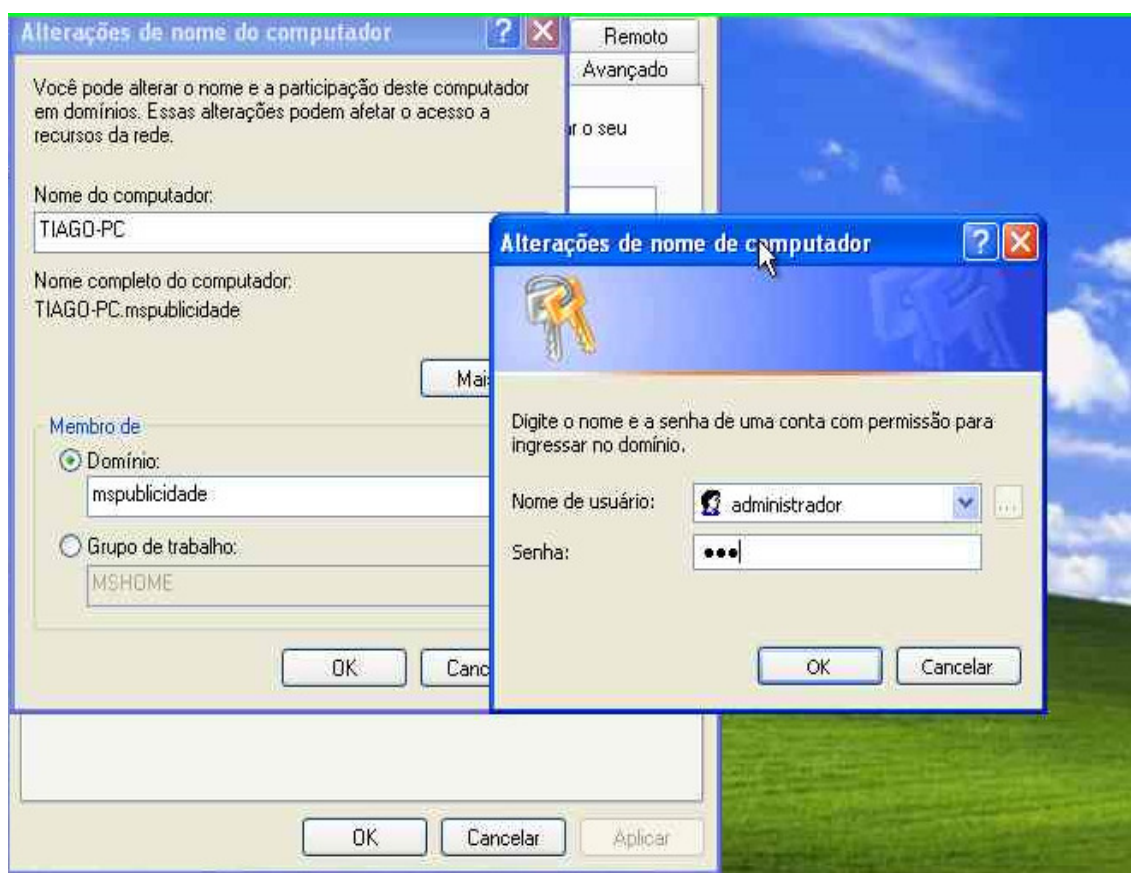 Alterações de nome do computador
Remoto
Avançado
Você pode alterar o nome e a participação deste computador
em domínios. Essas alterações podem afetar o acesso a
recursos da rede.
o seu
Nome do computador:
TIAGO-PC
Nome completo do computador:
TIAGO-PC.mspublicidade
Membro de
Domínio:
mspublicidade
Grupo de trabalho:
MSHOME
OK
Alterações de nome de computador
Digite o nome e a senha de uma conta com permissão para
ingressar no domínio.
Nome de usuário:
administrador
...
Senha:
•••
OK Cancelar
OK Cancelar Aplicar